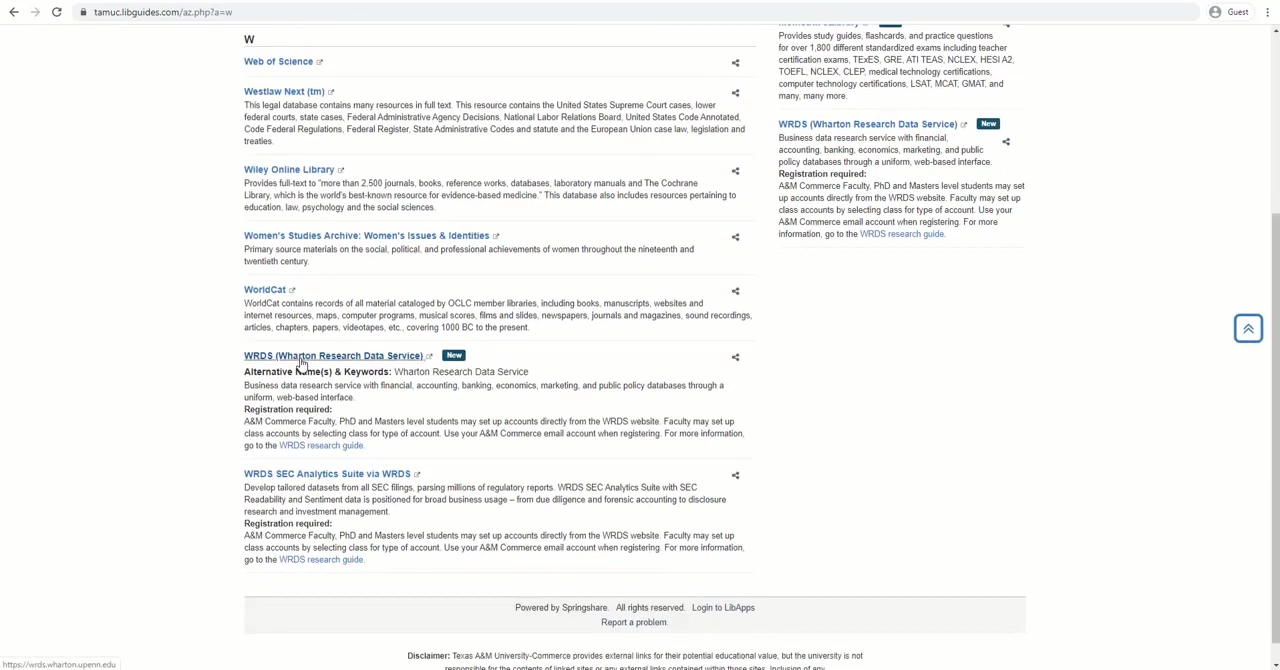 tamuc.libguides.com/az.php?a=w
Guest
W
Web of Science
Westlaw Next (tm)
This legal database contains many resources in full text. This resource contains the United States Supreme Court cases, lower
federal courts, state cases, Federal Administrative Agency Decisions, National Labor Relations Board, United States Code Annotated,
Code Federal Regulations, Federal Register, State Administrative Codes and statute and the European Union case law, legislation and
treaties.
Wiley Online Library
Provides full-text to "more than 2,500 journals, books, reference works, databases, laboratory manuals and The Cochrane
Library, which is the world's best-known resource for evidence-based medicine." This database also includes resources pertaining to
education, law, psychology and the social sciences.
Women's Studies Archive: Women's Issues & Identities
Primary source materials on the social, political, and professional achievements of women throughout the nineteenth and
twentieth century.
WorldCat
WorldCat contains records of all material cataloged by OCLC member libraries, including books, manuscripts, websites and
internet resources, maps, computer programs, musical scores, films and slides, newspapers, journals and magazines, sound recordings,
articles, chapters, papers, videotapes, etc., covering 1000 BC to the present.
WRDS (Wharton Research Data Service) New
Alternative Name(s) & Keywords: Wharton Research Data Service
Business data research service with financial, accounting, banking, economics, marketing, and public policy databases through a
uniform, web-based interface.
Registration required:
A&M Commerce Faculty, PhD and Masters level students may set up accounts directly from the WRDS website. Faculty may set up
class accounts by selecting class for type of account. Use your A&M Commerce email account when registering. For more information,
go to the WRDS research guide.
WRDS SEC Analytics Suite via WRDS
Develop tailored datasets from all SEC filings, parsing millions of regulatory reports. WRDS SEC Analytics Suite with SEC
Readability and Sentiment data is positioned for broad business usage – from due diligence and forensic accounting to disclosure
research and investment management.
Registration required:
A&M Commerce Faculty, PhD and Masters level students may set up accounts directly from the WRDS website. Faculty may set up
class accounts by selecting class for type of account. Use your A&M Commerce email account when registering. For more information,
go to the WRDS research guide.
Provides study guides, flashcards, and practice questions
for over 1,800 different standardized exams including teacher
certification exams, TExES, GRE, ATI TEAS, NCLEX, HESI A2,
TOEFL, NCLEX, CLEP, medical technology certifications,
computer technology certifications, LSAT, MCAT, GMAT, and
many, many more.
WRDS (Wharton Research Data Service) New
Business data research service with financial,
accounting, banking, economics, marketing, and public
policy databases through a uniform, web-based interface.
Registration required:
A&M Commerce Faculty, PhD and Masters level students may set
up accounts directly from the WRDS website. Faculty may set up
class accounts by selecting class for type of account. Use your
A&M Commerce email account when registering. For more
information, go to the WRDS research guide.
Powered by Springshare. All rights reserved. Login to LibApps
Report a problem.
Disclaimer: Texas A&M University-Commerce provides external links for their potential educational value, but the university is not
responsible for the contents of linked sites or any external links contained within those sites. Inclusion of any
https://wrds.wharton.upenn.edu